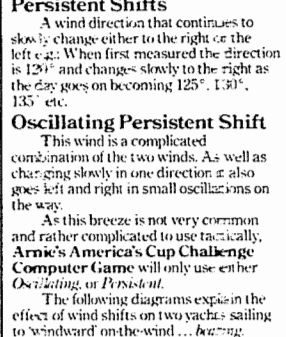 Persistent Shifts
A wind direction that continues to
slowly change either to the right or the
left e.g.: When first measured the direction
is 120° and changes slowly to the right as
the day goes on becoming 125°, 130°,
135° etc.
Oscillating Persistent Shift
This wind is a complicated
combination of the two winds. As well as
changing slowly in one direction it also
goes left and right in small oscillations on
the way.
As this breeze is not very common
and rather complicated to use tactically,
Arnie's America's Cup Challenge
Computer Game will only use either
Oscillating, or Persistent.
The following diagrams explain the
effect of wind shifts on two yachts sailing
to 'windward' on-the-wind ... beating.